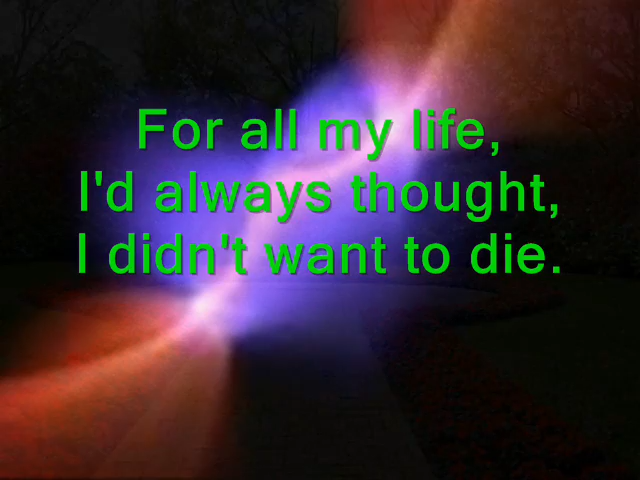 For all my life,
I'd always thought,
I didn't want to die.